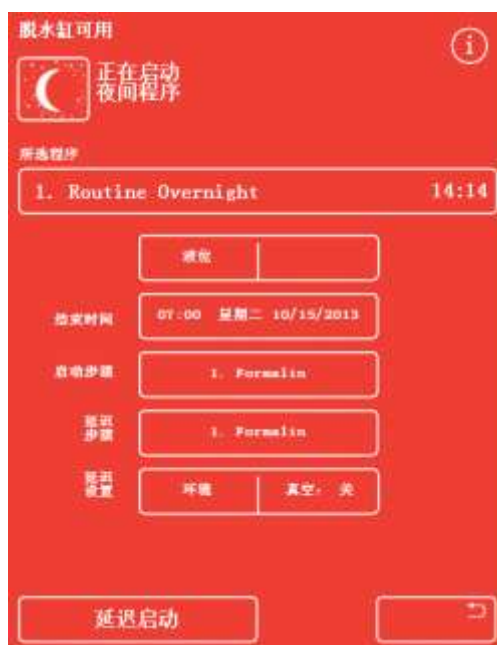 脱水缸可用
正在启动
夜间程序
所选程序
1. Routine Overnight 14:14
液位
结束时间 07:00 星期二 10/15/2013
启动步骤 1. Formalin
延迟
步骤 1. Formalin
延迟
设置 环境 真空: 关
延迟启动